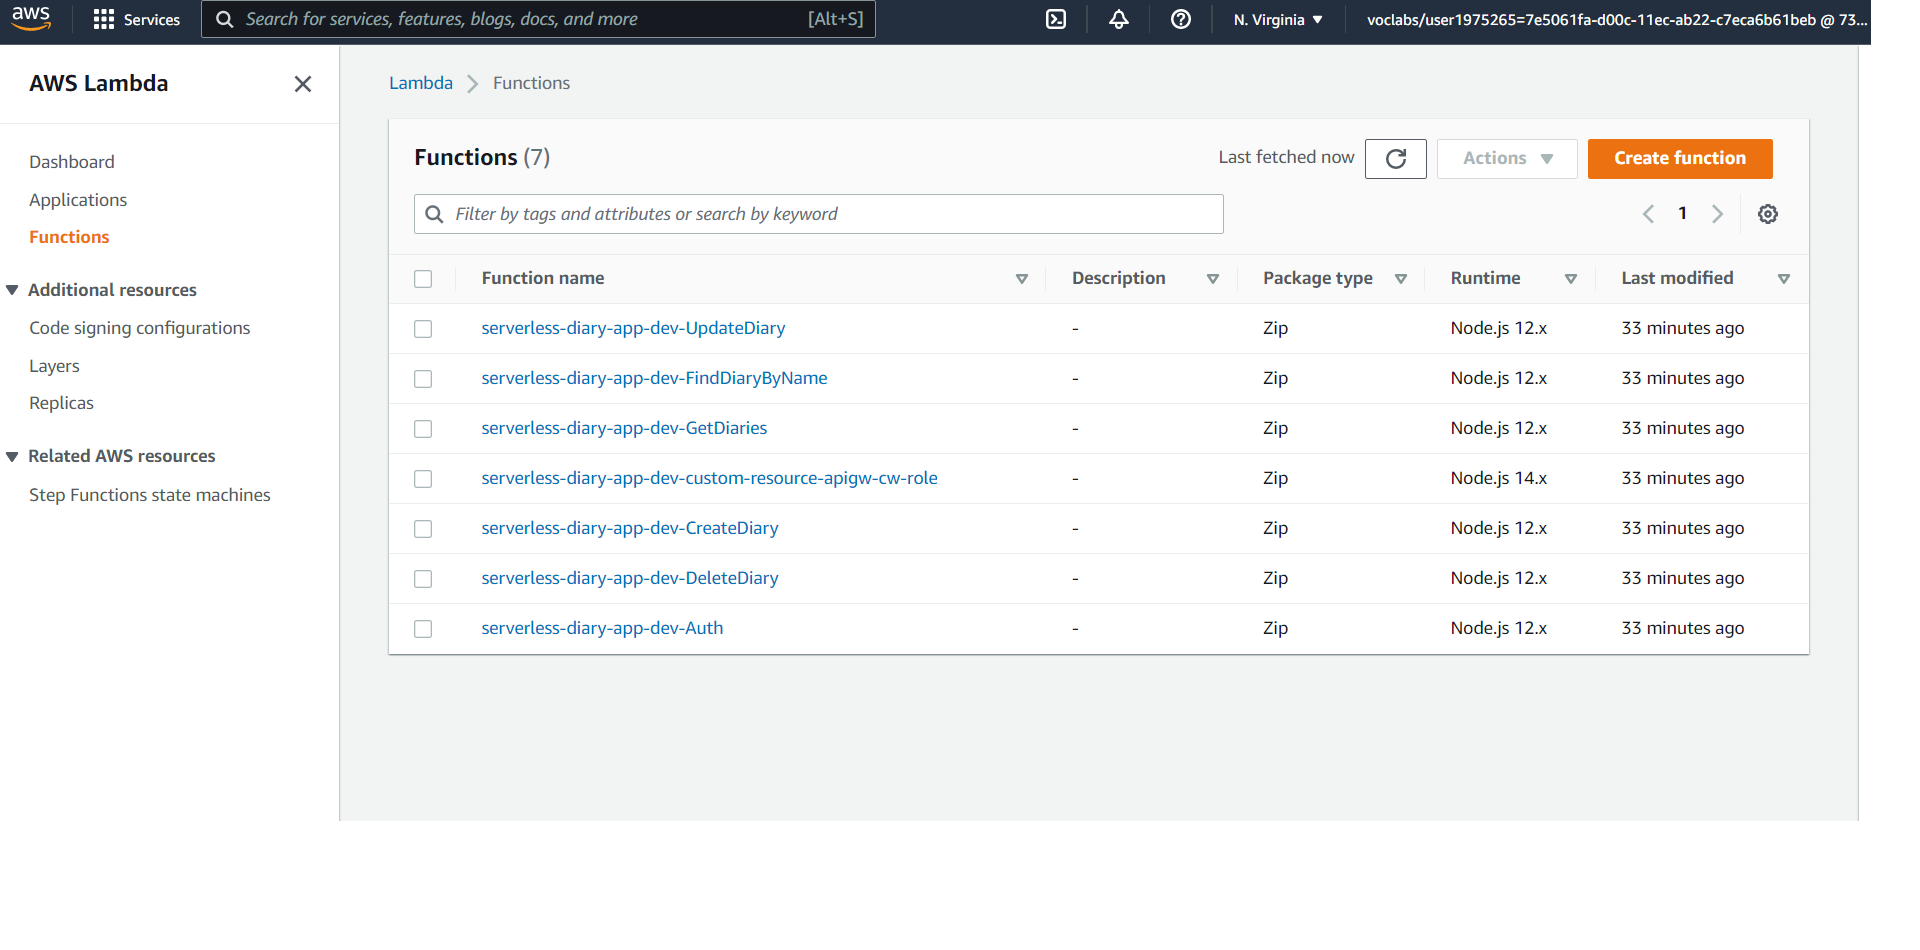 aws Services Search for services, features, blogs, docs, and more [Alt+S] N. Virginia ▼ voclabs/user1975265=7e5061fa-d00c-11ec-ab22-c7eca6b61beb @ 73...
AWS Lambda
Dashboard
Applications
Functions
Additional resources
Code signing configurations
Layers
Replicas
Related AWS resources
Step Functions state machines
Lambda > Functions
Functions (7) Last fetched now Actions ▼ Create function
Filter by tags and attributes or search by keyword 1
Function name Description Package type Runtime Last modified
serverless-diary-app-dev-UpdateDiary - Zip Node.js 12.x 33 minutes ago
serverless-diary-app-dev-FindDiaryByName - Zip Node.js 12.x 33 minutes ago
serverless-diary-app-dev-GetDiaries - Zip Node.js 12.x 33 minutes ago
serverless-diary-app-dev-custom-resource-apigw-cw-role - Zip Node.js 14.x 33 minutes ago
serverless-diary-app-dev-CreateDiary - Zip Node.js 12.x 33 minutes ago
serverless-diary-app-dev-DeleteDiary - Zip Node.js 12.x 33 minutes ago
serverless-diary-app-dev-Auth - Zip Node.js 12.x 33 minutes ago